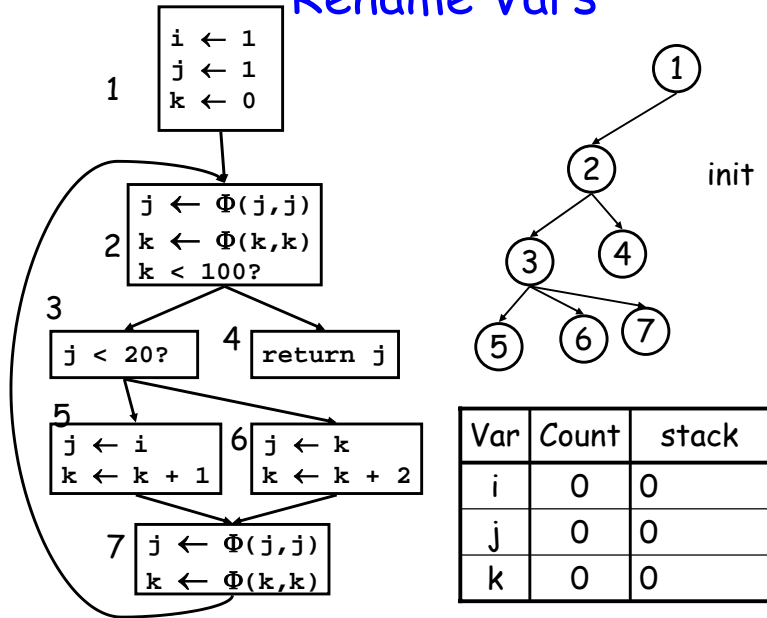 Rename Vars
1
i ← 1
j ← 1
k ← 0
2
j ← Φ(j,j)
k ← Φ(k,k)
k < 100?
3
j < 20?
4
return j
5
j ← i
k ← k + 1
6
j ← k
k ← k + 2
7
j ← Φ(j,j)
k ← Φ(k,k)
1
2
init
3
4
5
6
7
Var Count stack
i 0 0
j 0 0
k 0 0